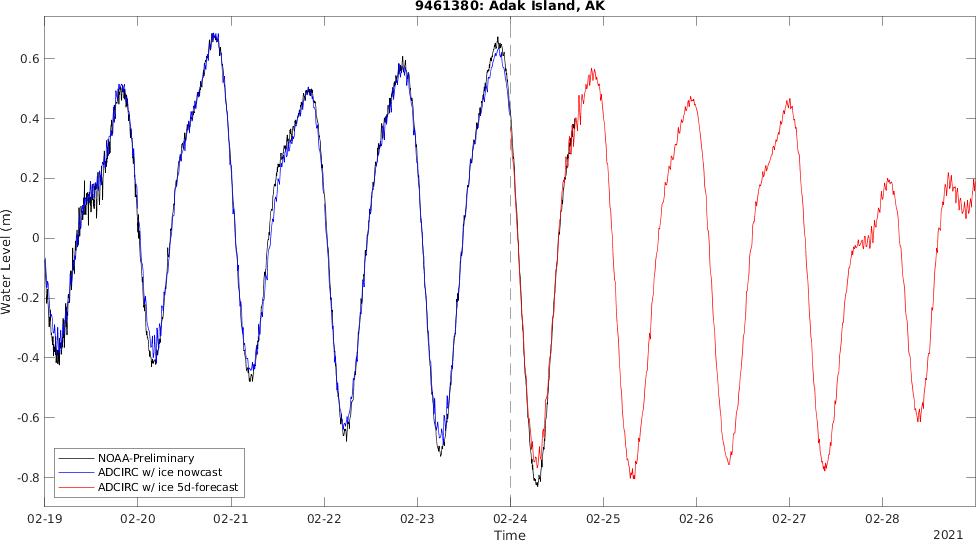 9461380: Adak Island, AK
Water Level (m)
0.6
0.4
0.2
0
-0.2
-0.4
-0.6
-0.8
NOAA-Preliminary
ADCIRC w/ ice nowcast
ADCIRC w/ ice 5d-forecast
02-19 02-20 02-21 02-22 02-23 02-24 02-25 02-26 02-27 02-28
Time
2021